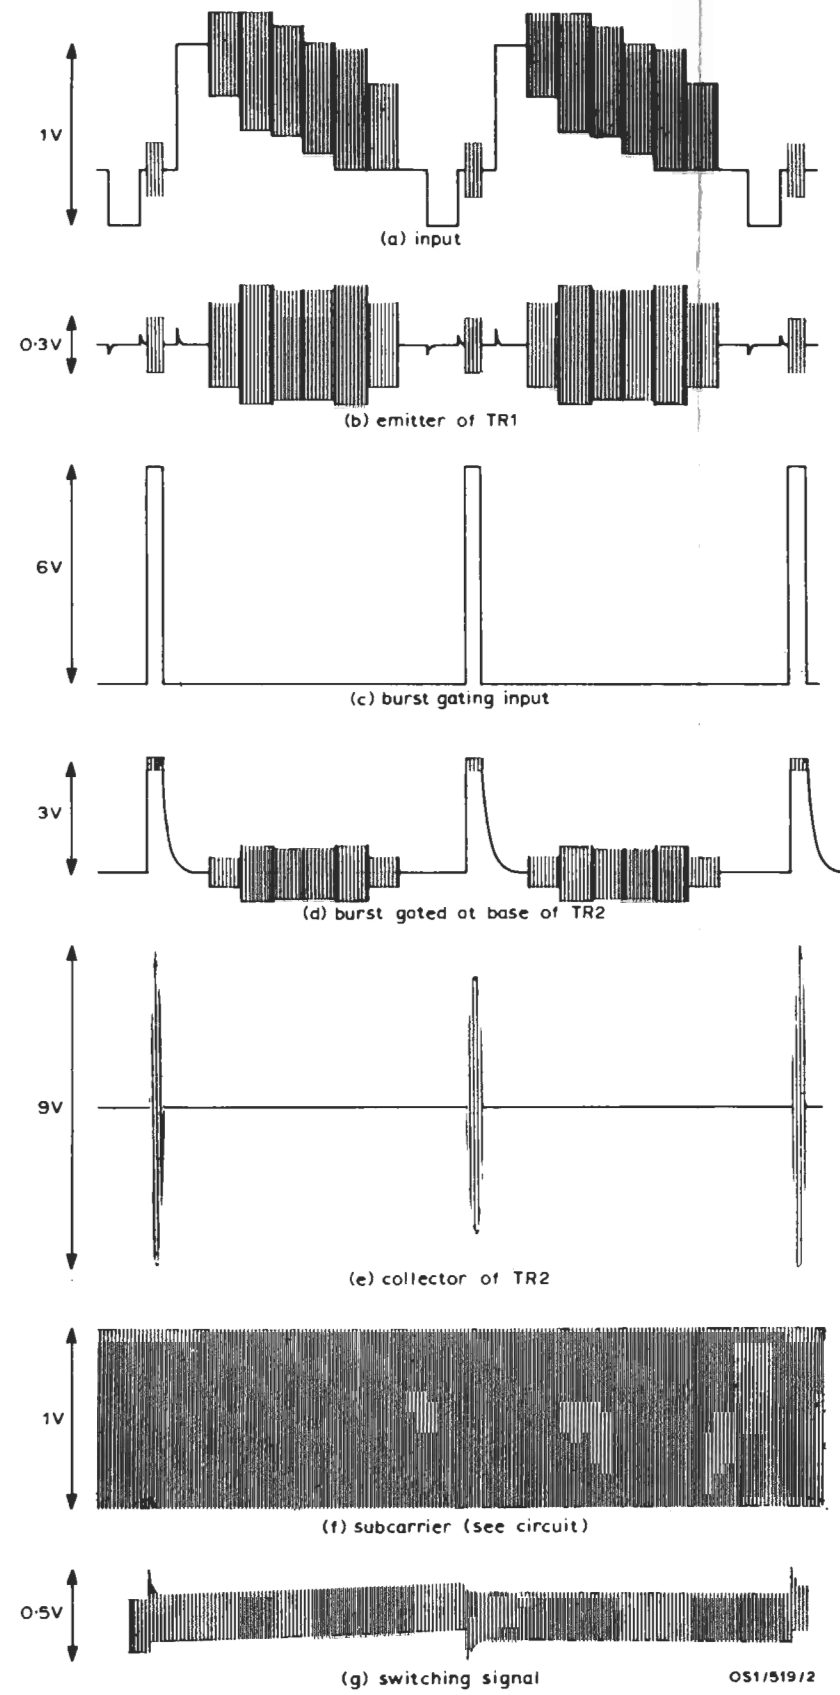 1V
(a) input
0·3V
(b) emitter of TR1
6V
(c) burst gating input
3V
(d) burst gated at base of TR2
9V
(e) collector of TR2
1V
(f) subcarrier (see circuit)
0·5V
(g) switching signal
OS1/519/2